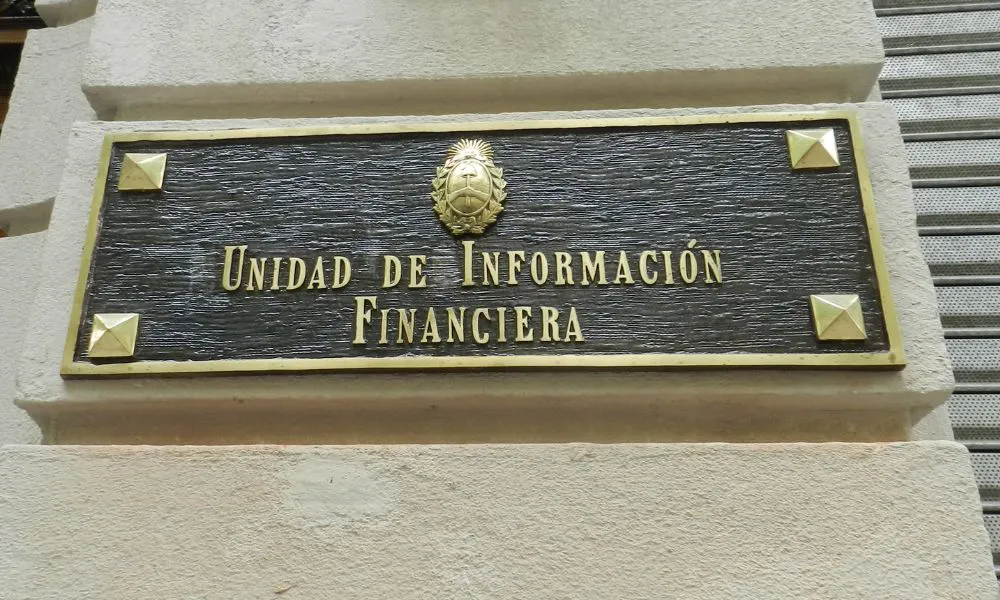 Unidad de Información
Financiera